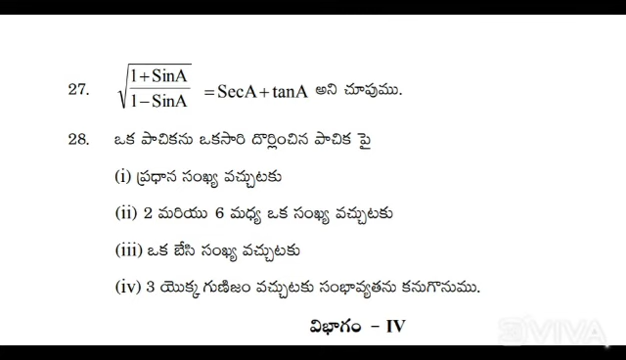 27. √(1+SinA / 1−SinA) = SecA + tanA అని చూపుము.
28. ఒక పాచికను ఒకసారి దొర్లించిన పాచిక పై
(i) ప్రధాన సంఖ్య వచ్చుటకు
(ii) 2 మరియు 6 మధ్య ఒక సంఖ్య వచ్చుటకు
(iii) ఒక బేసి సంఖ్య వచ్చుటకు
(iv) 3 యొక్క గుణిజం వచ్చుటకు సంభావ్యతను కనుగొనుము.
విభాగం – IV
VIVA